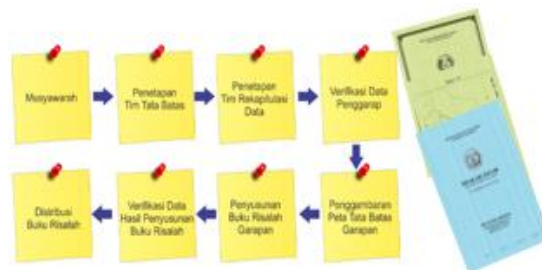 Musyawarah
Penetapan
Tim Tata Batas
Penetapan
Tim Rekapitulasi
Data
Verifikasi Data
Penggarap
Penggambaran
Peta Tata Batas
Garapan
Penyusunan
Buku Risalah
Garapan
Verifikasi Data
Hasil Penyusunan
Buku Risalah
Distribusi
Buku Risallah